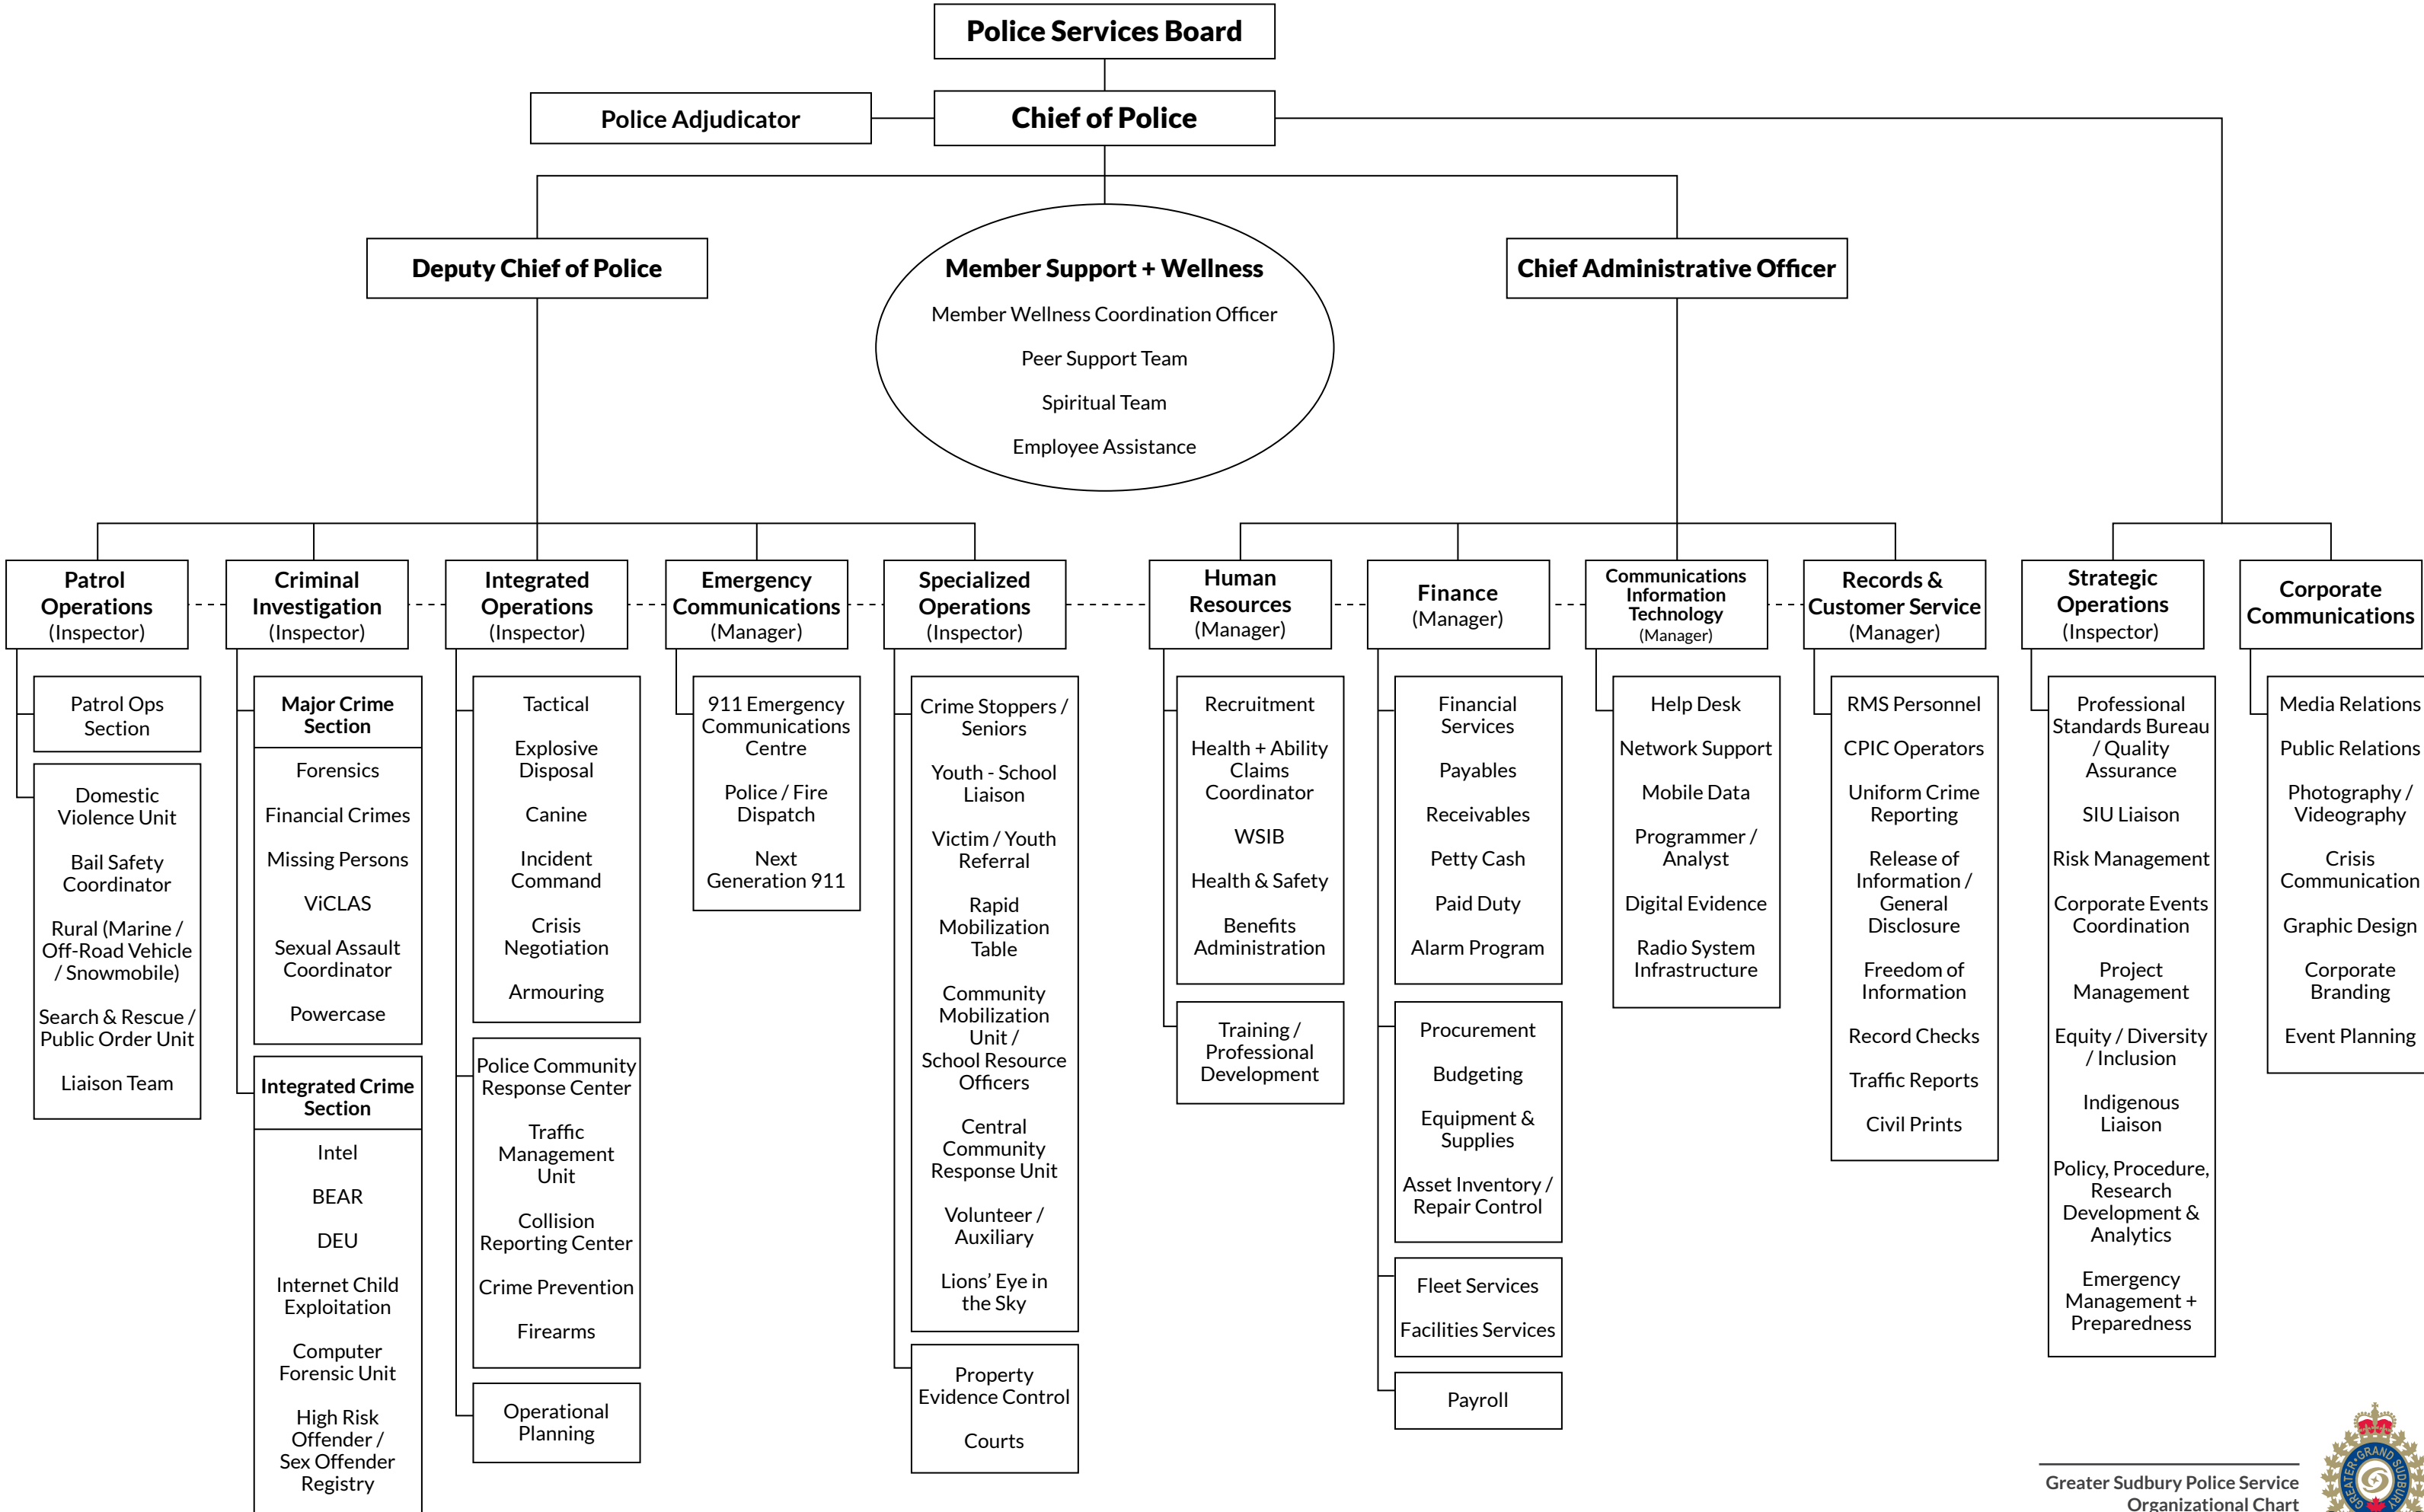 Police Services Board
Police Adjudicator
Chief of Police
Deputy Chief of Police
Member Support + Wellness
Member Wellness Coordination Officer
Peer Support Team
Spiritual Team
Employee Assistance
Chief Administrative Officer
Patrol
Operations
(Inspector)
Patrol Ops
Section
Domestic
Violence Unit
Bail Safety
Coordinator
Rural (Marine /
Off-Road Vehicle
/ Snowmobile)
Search & Rescue /
Public Order Unit
Liaison Team
Criminal
Investigation
(Inspector)
Major Crime
Section
Forensics
Financial Crimes
Missing Persons
ViCLAS
Sexual Assault
Coordinator
Powercase
Integrated Crime
Section
Intel
BEAR
DEU
Internet Child
Exploitation
Computer
Forensic Unit
High Risk
Offender /
Sex Offender
Registry
Integrated
Operations
(Inspector)
Tactical
Explosive
Disposal
Canine
Incident
Command
Crisis
Negotiation
Armouring
Police Community
Response Center
Traffic
Management
Unit
Collision
Reporting Center
Crime Prevention
Firearms
Operational
Planning
Emergency
Communications
(Manager)
911 Emergency
Communications
Centre
Police / Fire
Dispatch
Next
Generation 911
Specialized
Operations
(Inspector)
Crime Stoppers /
Seniors
Youth - School
Liaison
Victim / Youth
Referral
Rapid
Mobilization
Table
Community
Mobilization
Unit /
School Resource
Officers
Central
Community
Response Unit
Volunteer /
Auxiliary
Lions’ Eye in
the Sky
Property
Evidence Control
Courts
Human
Resources
(Manager)
Recruitment
Health + Ability
Claims
Coordinator
WSIB
Health & Safety
Benefits
Administration
Training /
Professional
Development
Finance
(Manager)
Financial
Services
Payables
Receivables
Petty Cash
Paid Duty
Alarm Program
Procurement
Budgeting
Equipment &
Supplies
Asset Inventory /
Repair Control
Fleet Services
Facilities Services
Payroll
Communications
Information
Technology
(Manager)
Help Desk
Network Support
Mobile Data
Programmer /
Analyst
Digital Evidence
Radio System
Infrastructure
Records &
Customer Service
(Manager)
RMS Personnel
CPIC Operators
Uniform Crime
Reporting
Release of
Information /
General
Disclosure
Freedom of
Information
Record Checks
Traffic Reports
Civil Prints
Strategic
Operations
(Inspector)
Professional
Standards Bureau
/ Quality
Assurance
SIU Liaison
Risk Management
Corporate Events
Coordination
Project
Management
Equity / Diversity
/ Inclusion
Indigenous
Liaison
Policy, Procedure,
Research
Development &
Analytics
Emergency
Management +
Preparedness
Corporate
Communications
Media Relations
Public Relations
Photography /
Videography
Crisis
Communication
Graphic Design
Corporate
Branding
Event Planning
Greater Sudbury Police Service
Organizational Chart
GREATER • GRAND SUDBURY